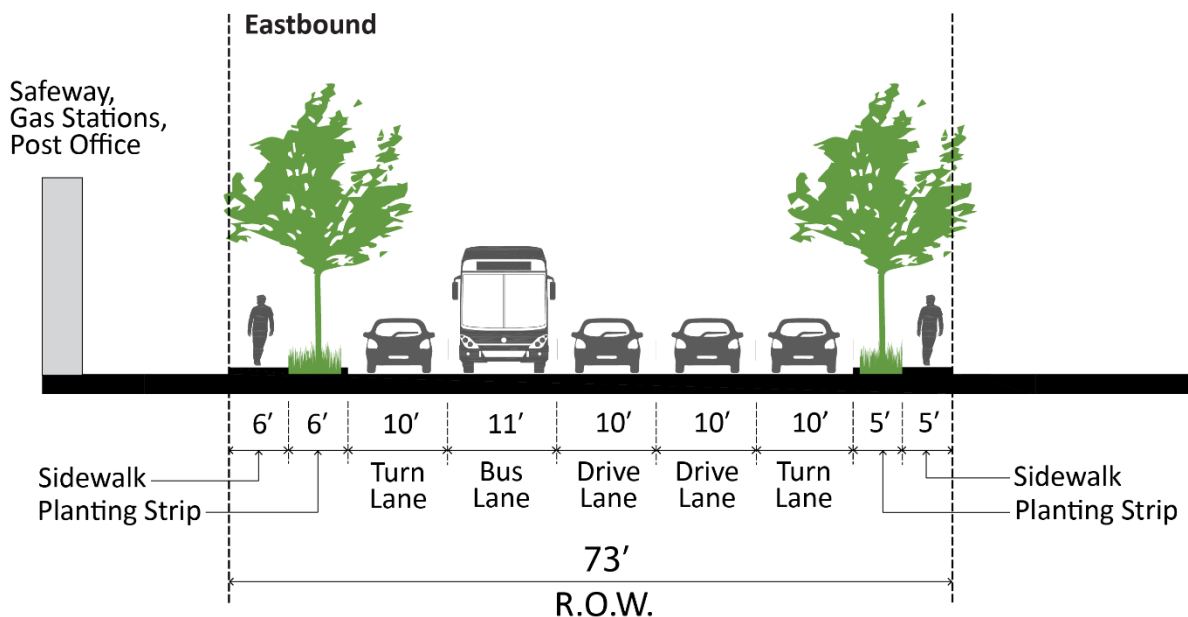 Eastbound
Safeway,
Gas Stations,
Post Office
6′ 6′ 10′ 11′ 10′ 10′ 10′ 5′ 5′
Turn Bus Drive Drive Turn
Lane Lane Lane Lane Lane
Sidewalk
Planting Strip
Sidewalk
Planting Strip
73′
R.O.W.